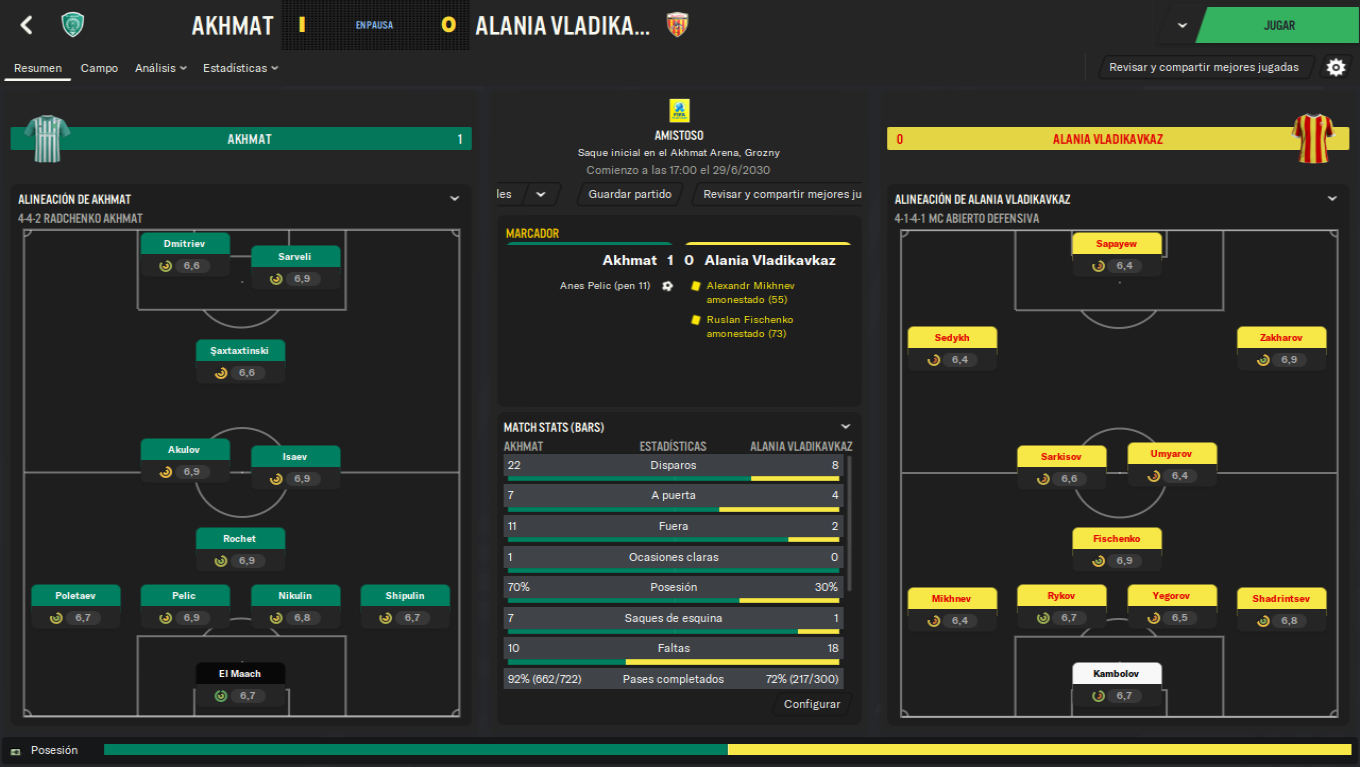 AKHMAT 1 EN PAUSA 0 ALANIA VLADIKA...
JUGAR
Resumen Campo Análisis Estadísticas
Revisar y compartir mejores jugadas
AKHMAT 1
ALINEACIÓN DE AKHMAT
4-4-2 RADCHENKO AKHMAT
Dmitriev
6,6
Sarveli
6,9
Şaxtaxtinski
6,6
Akulov
6,9
Isaev
6,9
Rochet
6,9
Poletaev
6,7
Pelic
6,9
Nikulin
6,8
Shipulin
6,7
El Maach
6,7
FIFA
AMISTOSO
Saque inicial en el Akhmat Arena, Grozny
Comienzo a las 17:00 el 29/6/2030
les Guardar partido Revisar y compartir mejores ju
MARCADOR
Akhmat 1 0 Alania Vladikavkaz
Anes Pelic (pen 11)
Alexandr Mikhnev
amonestado (55)
Ruslan Fischenko
amonestado (73)
MATCH STATS (BARS)
AKHMAT ESTADÍSTICAS ALANIA VLADIKAVKAZ
22 Disparos 8
7 A puerta 4
11 Fuera 2
1 Ocasiones claras 0
70% Posesión 30%
7 Saques de esquina 1
10 Faltas 18
92% (662/722) Pases completados 72% (217/300)
Configurar
0 ALANIA VLADIKAVKAZ
ALINEACIÓN DE ALANIA VLADIKAVKAZ
4-1-4-1 MC ABIERTO DEFENSIVA
Sapayew
6,4
Sedykh
6,4
Zakharov
6,9
Sarkisov
6,6
Umyarov
6,4
Fischenko
6,9
Mikhnev
6,4
Rykov
6,7
Yegorov
6,5
Shadrintsev
6,8
Kambolov
6,7
Posesión